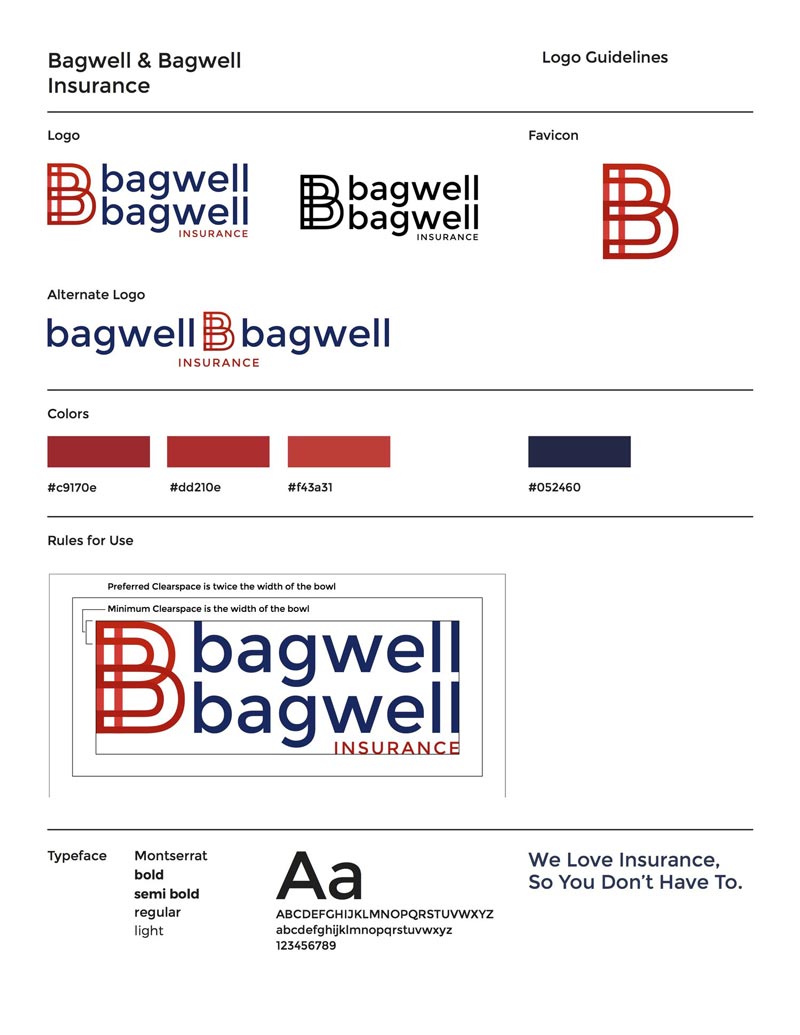 Bagwell & Bagwell
Insurance
Logo Guidelines
Logo
Favicon
B bagwell
bagwell
INSURANCE
B bagwell
bagwell
INSURANCE
B
Alternate Logo
bagwell B bagwell
INSURANCE
Colors
#c9170e
#dd210e
#f43a31
#052460
Rules for Use
Preferred Clearspace is twice the width of the bowl
Minimum Clearspace is the width of the bowl
B bagwell
bagwell
INSURANCE
Typeface
Montserrat
bold
semi bold
regular
light
Aa
ABCDEFGHIJKLMNOPQRSTUVWXYZ
abcdefghijklmnopqrstuvwxyz
123456789
We Love Insurance,
So You Don't Have To.